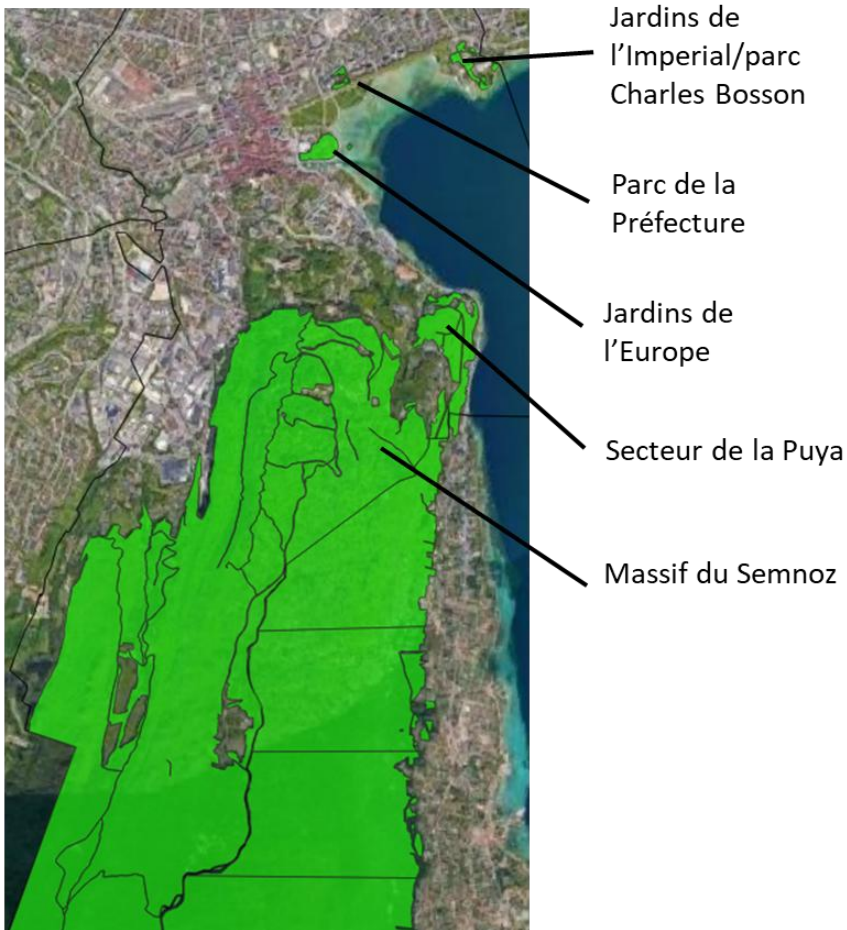 Jardins de
l’Imperial/parc
Charles Bosson
Parc de la
Préfecture
Jardins de
l’Europe
Secteur de la Puya
Massif du Semnoz